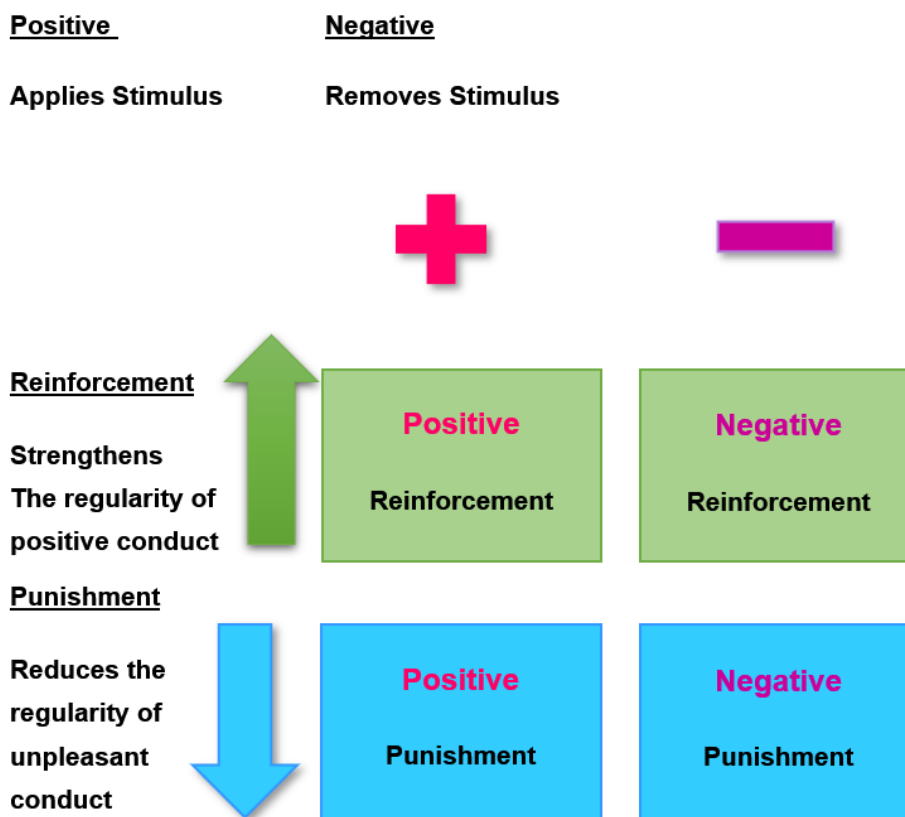 Positive
Negative
Applies Stimulus
Removes Stimulus
Reinforcement
Strengthens
The regularity of
positive conduct
Positive
Reinforcement
Negative
Reinforcement
Punishment
Reduces the
regularity of
unpleasant
conduct
Positive
Punishment
Negative
Punishment